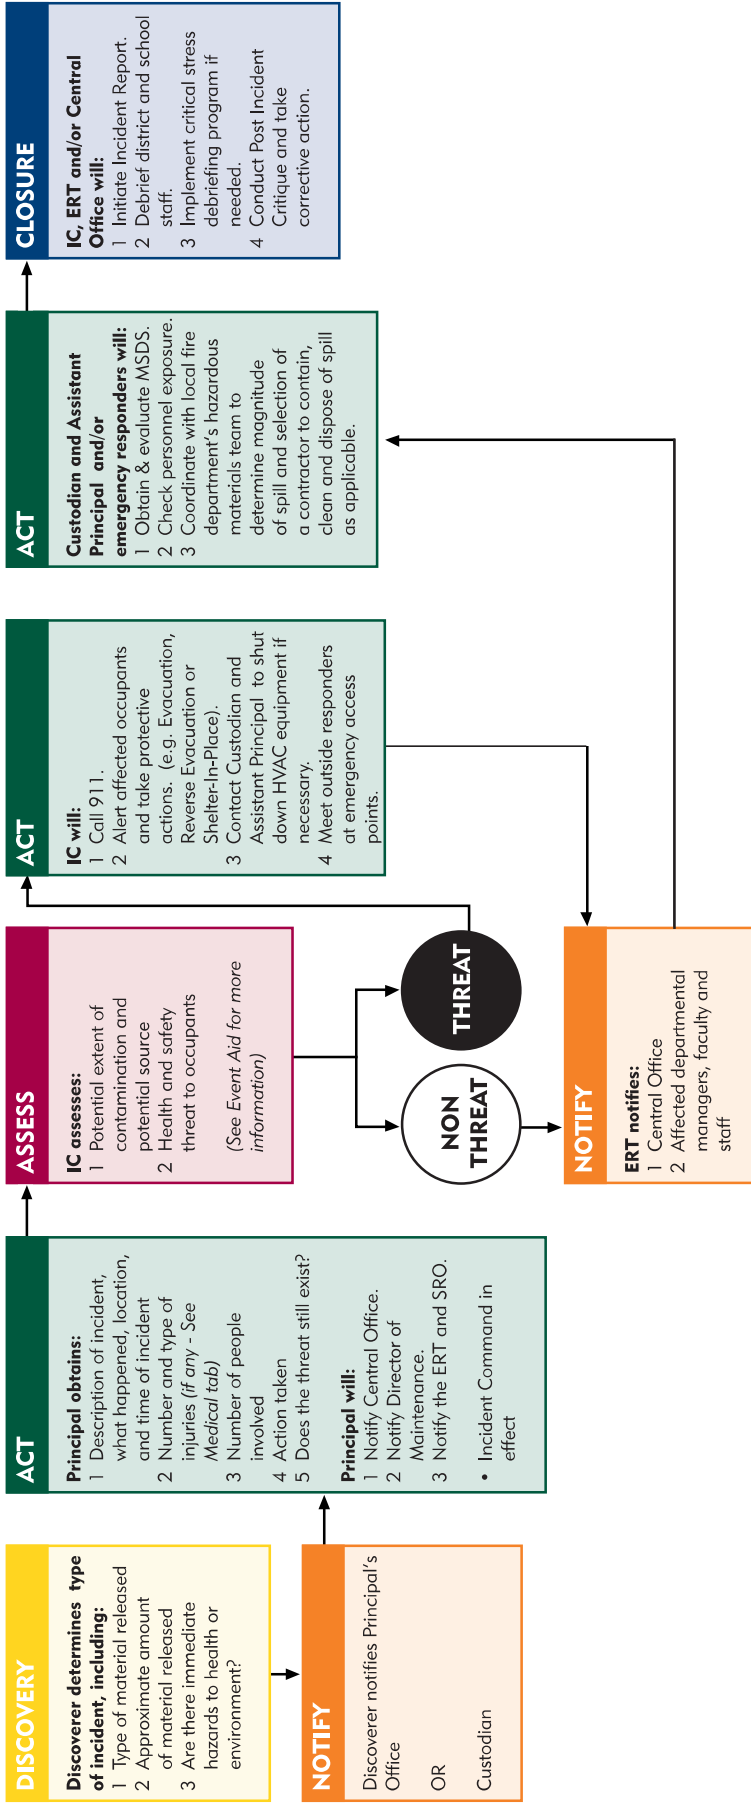 DISCOVERY
Discoverer determines type
of incident, including:
1 Type of material released
2 Approximate amount
of material released
3 Are there immediate
hazards to health or
environment?
NOTIFY
Discoverer notifies Principal's
Office
OR
Custodian
ACT
Principal obtains:
1 Description of incident,
what happened, location,
and time of incident
2 Number and type of
injuries (if any - See
Medical tab)
3 Number of people
involved
4 Action taken
5 Does the threat still exist?
Principal will:
1 Notify Central Office.
2 Notify Director of
Maintenance.
3 Notify the ERT and SRO.
• Incident Command in
effect
ASSESS
IC assesses:
1 Potential extent of
contamination and
potential source
2 Health and safety
threat to occupants
(See Event Aid for more
information)
NON
THREAT
THREAT
NOTIFY
ERT notifies:
1 Central Office
2 Affected departmental
managers, faculty and
staff
ACT
IC will:
1 Call 911.
2 Alert affected occupants
and take protective
actions. (e.g. Evacuation,
Reverse Evacuation or
Shelter-In-Place).
3 Contact Custodian and
Assistant Principal to shut
down HVAC equipment if
necessary.
4 Meet outside responders
at emergency access
points.
ACT
Custodian and Assistant
Principal and/or
emergency responders will:
1 Obtain & evaluate MSDS.
2 Check personnel exposure.
3 Coordinate with local fire
department's hazardous
materials team to
determine magnitude
of spill and selection of
a contractor to contain,
clean and dispose of spill
as applicable.
CLOSURE
IC, ERT and/or Central
Office will:
1 Initiate Incident Report.
2 Debrief district and school
staff.
3 Implement critical stress
debriefing program if
needed.
4 Conduct Post Incident
Critique and take
corrective action.